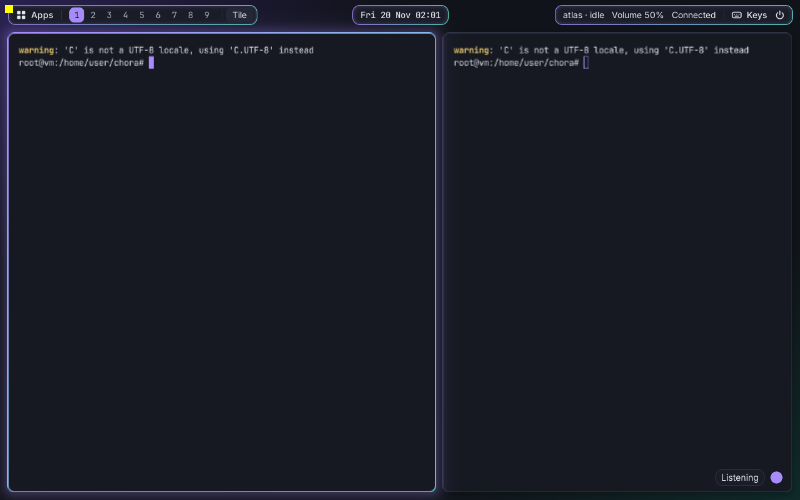 Apps 1 2 3 4 5 6 7 8 9 Tile
Fri 20 Nov 02:01
atlas · idle Volume 50% Connected Keys
warning: 'C' is not a UTF-8 locale, using 'C.UTF-8' instead
root@vm:/home/user/chora#
warning: 'C' is not a UTF-8 locale, using 'C.UTF-8' instead
root@vm:/home/user/chora#
Listening